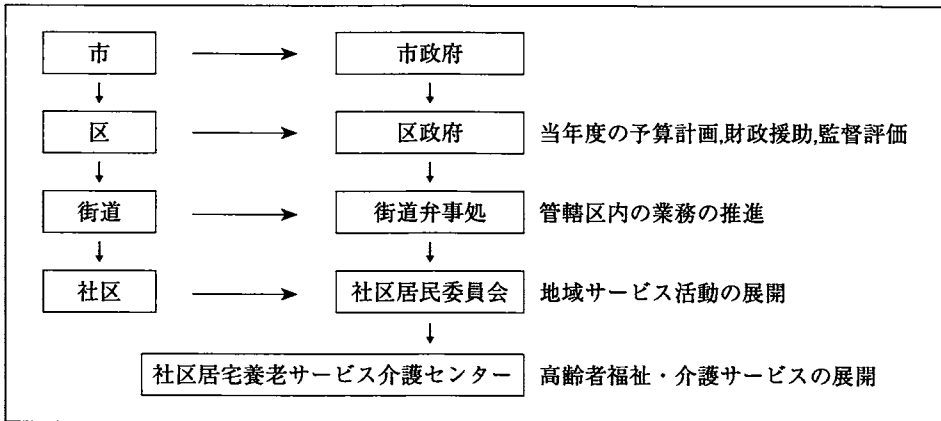 市 市政府
区 区政府 当年度の予算計画,財政援助,監督評価
街道 街道弁事処 管轄区内の業務の推進
社区 社区居民委員会 地域サービス活動の展開
社区居宅養老サービス介護センター 高齢者福祉・介護サービスの展開